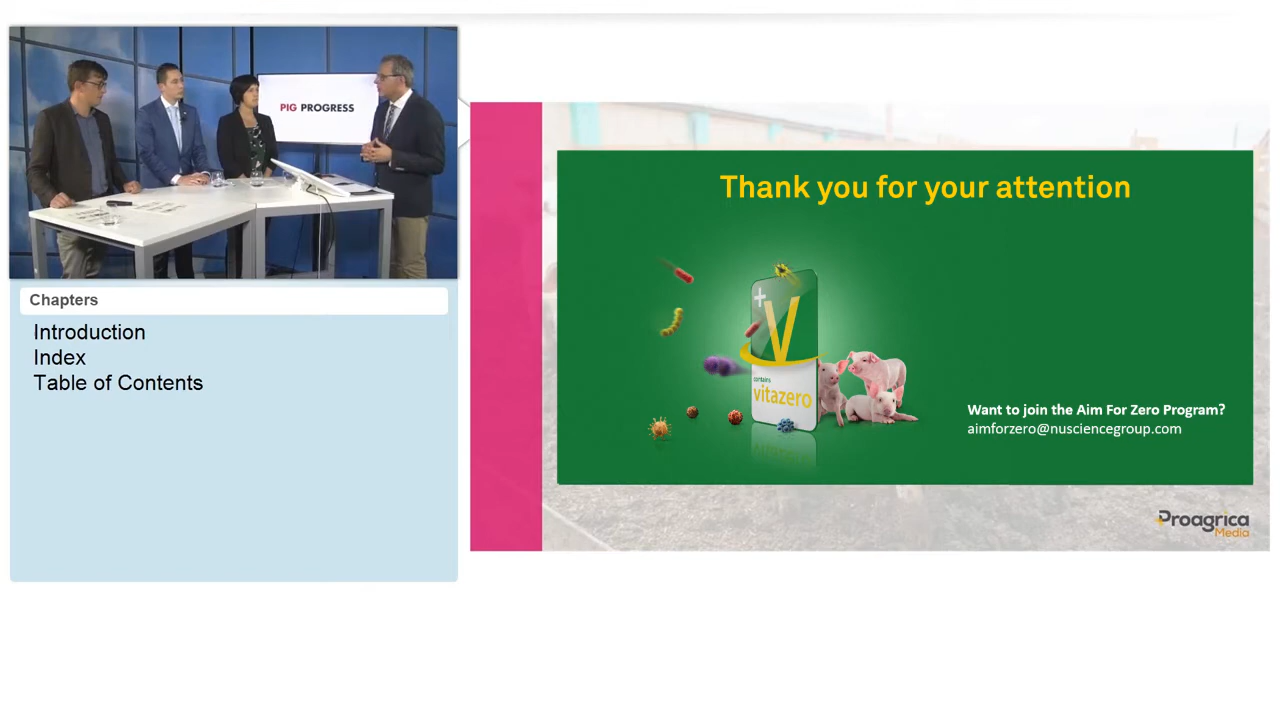 PIG PROGRESS
Chapters
Introduction
Index
Table of Contents
Thank you for your attention
+
V
contains
vitazero
Want to join the Aim For Zero Program?
aimforzero@nusciencegroup.com
Proagrica
Media